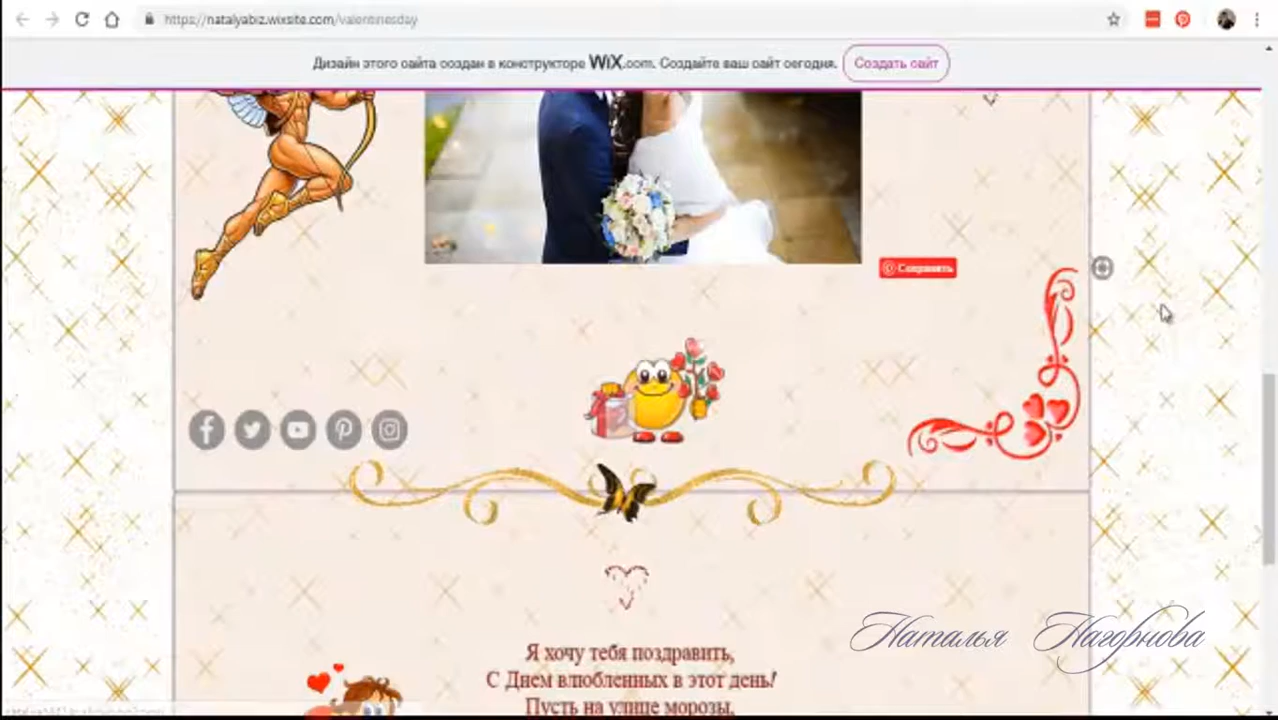 https://natalyabiz.wixsite.com/valentinesday
Дизайн этого сайта создан в конструкторе WiX.com. Создайте ваш сайт сегодня.
Создать сайт
Сохранить
Я хочу тебя поздравить,
С Днем влюбленных в этот день!
Пусть на улице морозы,
Наталья Нагорнова